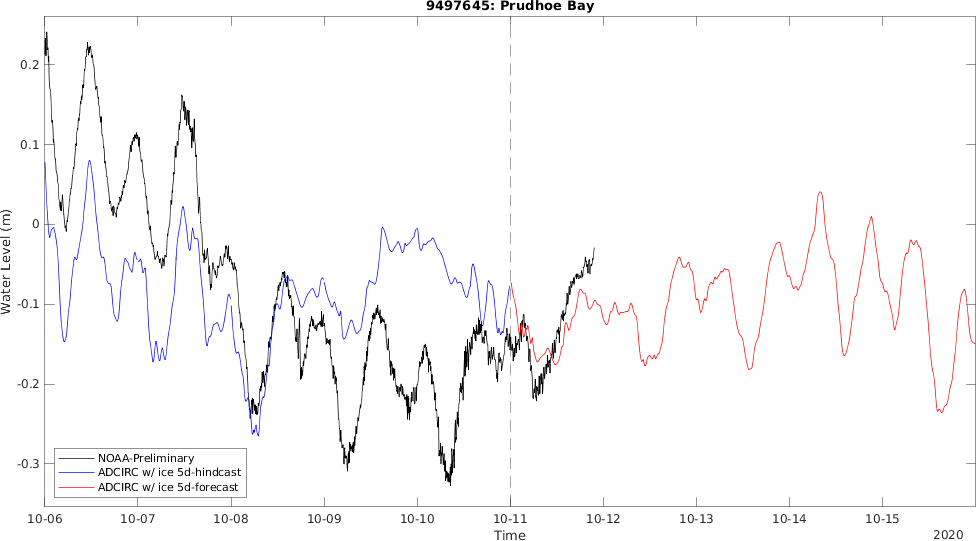 9497645: Prudhoe Bay
Water Level (m)
0.2
0.1
0
-0.1
-0.2
-0.3
NOAA-Preliminary
ADCIRC w/ ice 5d-hindcast
ADCIRC w/ ice 5d-forecast
10-06 10-07 10-08 10-09 10-10 10-11 10-12 10-13 10-14 10-15
Time
2020